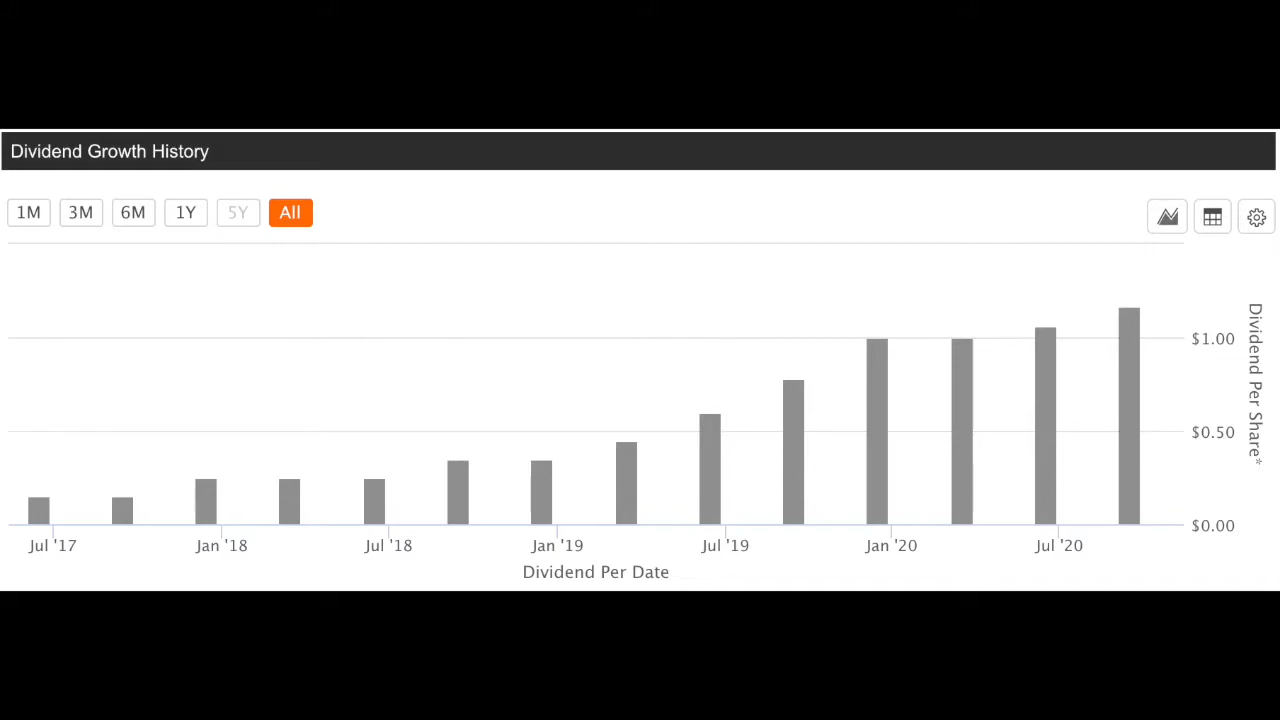 Dividend Growth History
1M 3M 6M 1Y 5Y All
$1.00
$0.50
$0.00
Dividend Per Share*
Jul '17 Jan '18 Jul '18 Jan '19 Jul '19 Jan '20 Jul '20
Dividend Per Date